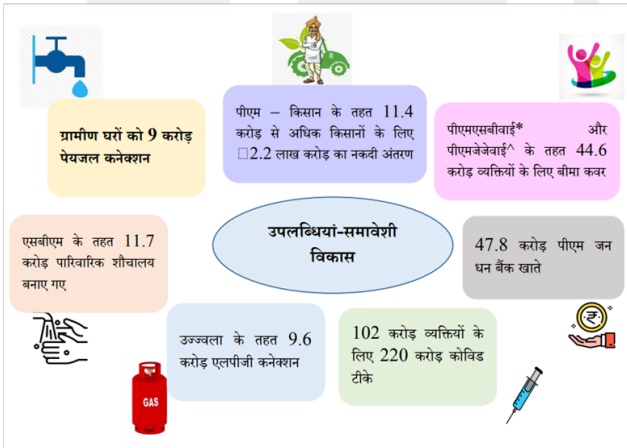 ग्रामीण घरों को 9 करोड़
पेयजल कनेक्शन
पीएम – किसान के तहत 11.4
करोड़ से अधिक किसानों के लिए
□2.2 लाख करोड़ का नकदी अंतरण
पीएमएसबीवाई* और
पीएमजेजेवाई^ के तहत 44.6
करोड़ व्यक्तियों के लिए बीमा कवर
एसबीएम के तहत 11.7
करोड़ पारिवारिक शौचालय
बनाए गए
उपलब्धियां-समावेशी
विकास
47.8 करोड़ पीएम जन
धन बैंक खाते
उज्ज्वला के तहत 9.6
करोड़ एलपीजी कनेक्शन
102 करोड़ व्यक्तियों के
लिए 220 करोड़ कोविड
टीके
₹
GAS